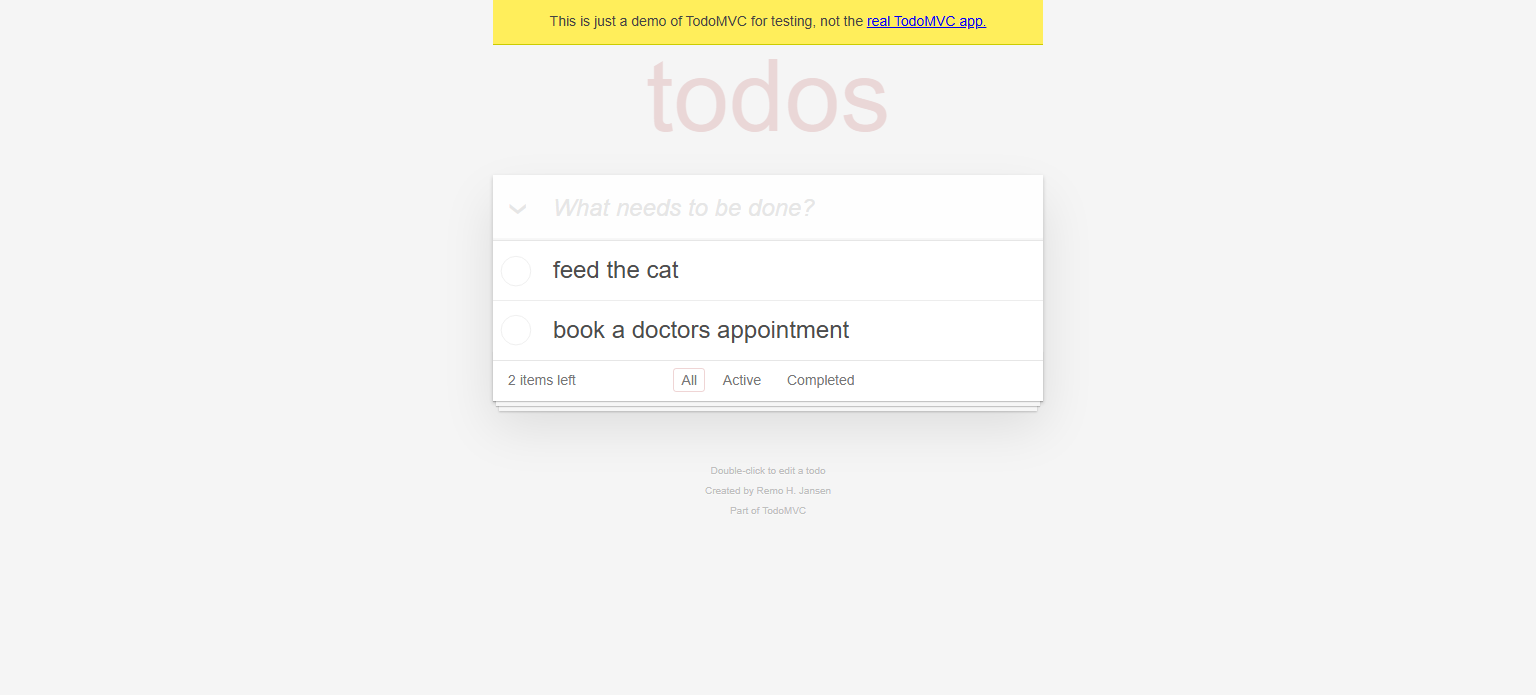 This is just a demo of TodoMVC for testing, not the real TodoMVC app.
todos
What needs to be done?
feed the cat
book a doctors appointment
2 items left All Active Completed
Double-click to edit a todo
Created by Remo H. Jansen
Part of TodoMVC